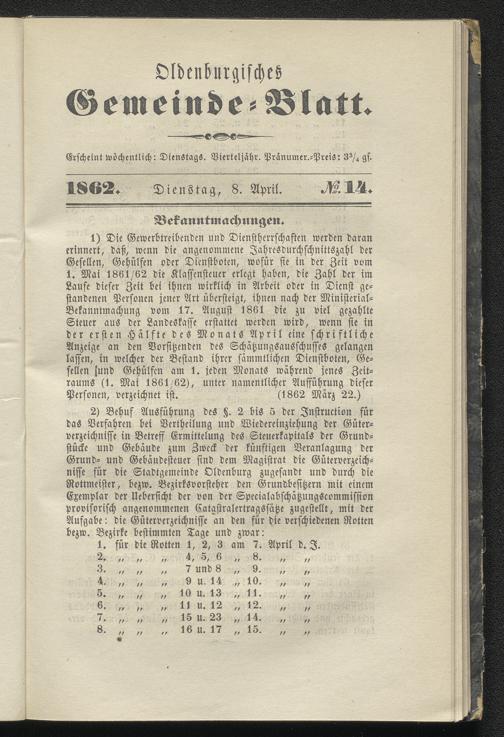 Oldenburgisches
Gemeinde-Blatt.
Erscheint wöchentlich: Dienstags. Vierteljähr. Pränumer.-Preis: 3¾ gs.
1862. Dienstag, 8. April. №. 14.
Bekanntmachungen.
1) Die Gewerbtreibenden und Dienstherrschaften werden daran
erinnert, daß, wenn die angenommene Jahresdurchschnittszahl der
Gesellen, Gehülfen oder Dienstboten, wofür sie in der Zeit vom
1. Mai 1861/62 die Klassensteuer erlegt haben, die Zahl der im
Laufe dieser Zeit bei ihnen wirklich in Arbeit oder in Dienst ge-
standenen Personen jener Art übersteigt, ihnen nach der Ministerial-
Bekanntmachung vom 17. August 1861 die zu viel gezahlte
Steuer aus der Landeskasse erstattet werden wird, wenn sie in
der ersten Hälfte des Monats April eine schriftliche
Anzeige an den Vorsitzenden des Schätzungsausschusses gelangen
lassen, in welcher der Bestand ihrer sämmtlichen Dienstboten, Ge-
sellen und Gehülfen am 1. jeden Monats während jenes Zeit-
raums (1. Mai 1861/62), unter namentlicher Aufführung dieser
Personen, verzeichnet ist. (1862 März 22.)
2) Behuf Ausführung des §. 2 bis 5 der Instruction für
das Verfahren bei Vertheilung und Wiedereinziehung der Güter-
verzeichnisse in Betreff Ermittelung des Steuerkapitals der Grund-
stücke und Gebäude zum Zweck der künftigen Veranlagung der
Grund- und Gebäudesteuer sind dem Magistrat die Güterverzeich-
nisse für die Stadtgemeinde Oldenburg zugesandt und durch die
Rottmeister, bezw. Bezirksvorsteher den Grundbesitzern mit einem
Exemplar der Uebersicht der von der Specialabschätzungscommission
provisorisch angenommenen Catastralertragssätze zugestellt, mit der
Aufgabe: die Güterverzeichnisse an den für die verschiedenen Rotten
bezw. Bezirke bestimmten Tage und zwar:
1. für die Rotten 1, 2, 3 am 7. April d. J.
2. „ „ „ 4, 5, 6 „ 8. „ „
3. „ „ „ 7 und 8 „ 9. „ „
4. „ „ „ 9 u. 14 „ 10. „ „
5. „ „ „ 10 u. 13 „ 11. „ „
6. „ „ „ 11 u. 12 „ 12. „ „
7. „ „ „ 15 u. 23 „ 14. „ „
8. „ „ „ 16 u. 17 „ 15. „ „